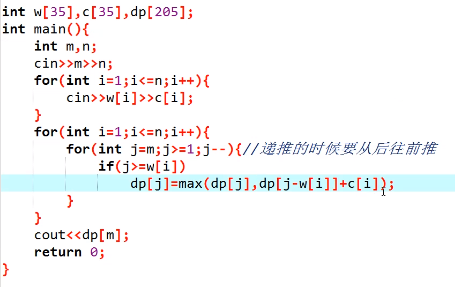 int w[35],c[35],dp[205];
int main(){
    int m,n;
    cin>>m>>n;
    for(int i=1;i<=n;i++){
        cin>>w[i]>>c[i];
    }
    for(int i=1;i<=n;i++){
        for(int j=m;j>=1;j--){//递推的时候要从后往前推
            if(j>=w[i])
                dp[j]=max(dp[j],dp[j-w[i]]+c[i]);
        }
    }
    cout<<dp[m];
    return 0;
}